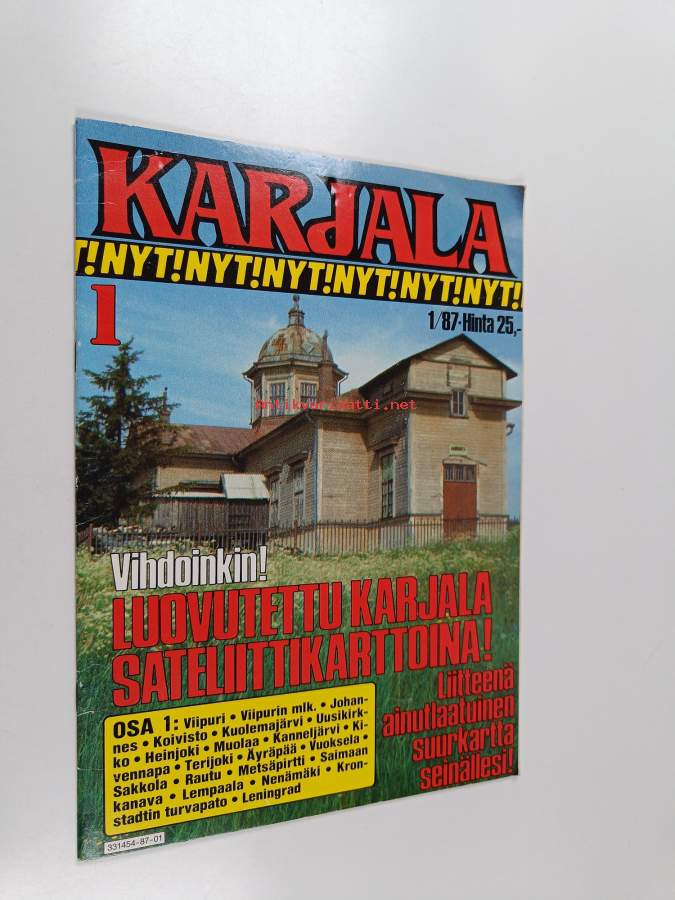 KARJALA
T!NYT!NYT!NYT!NYT!NYT!NYT!
1
1/87·Hinta 25,-
Antikvariaatti.net
Vihdoinkin!
LUOVUTETTU KARJALA
SATELIITTIKARTTOINA!
Liitteenä
ainutlaatuinen
suurkartta
seinällesi!
OSA 1: Viipuri • Viipurin mlk. • Johan-
nes • Koivisto • Kuolemajärvi • Uusikirk-
ko • Heinjoki • Muolaa • Kanneljärvi • Ki-
vennapa • Terijoki • Äyräpää • Vuoksela •
Sakkola • Rautu • Metsäpirtti • Saimaan
kanava • Lempaala • Nenämäki • Kron-
stadtin turvapato • Leningrad
331454-87-01